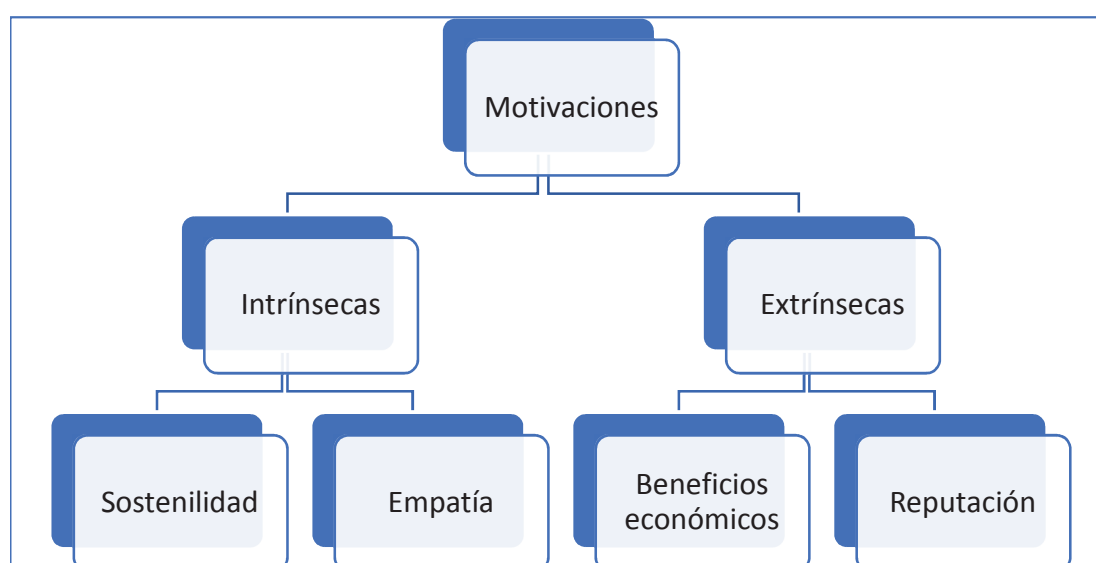 Motivaciones
Intrínsecas
Extrínsecas
Sostenilidad
Empatía
Beneficios
económicos
Reputación